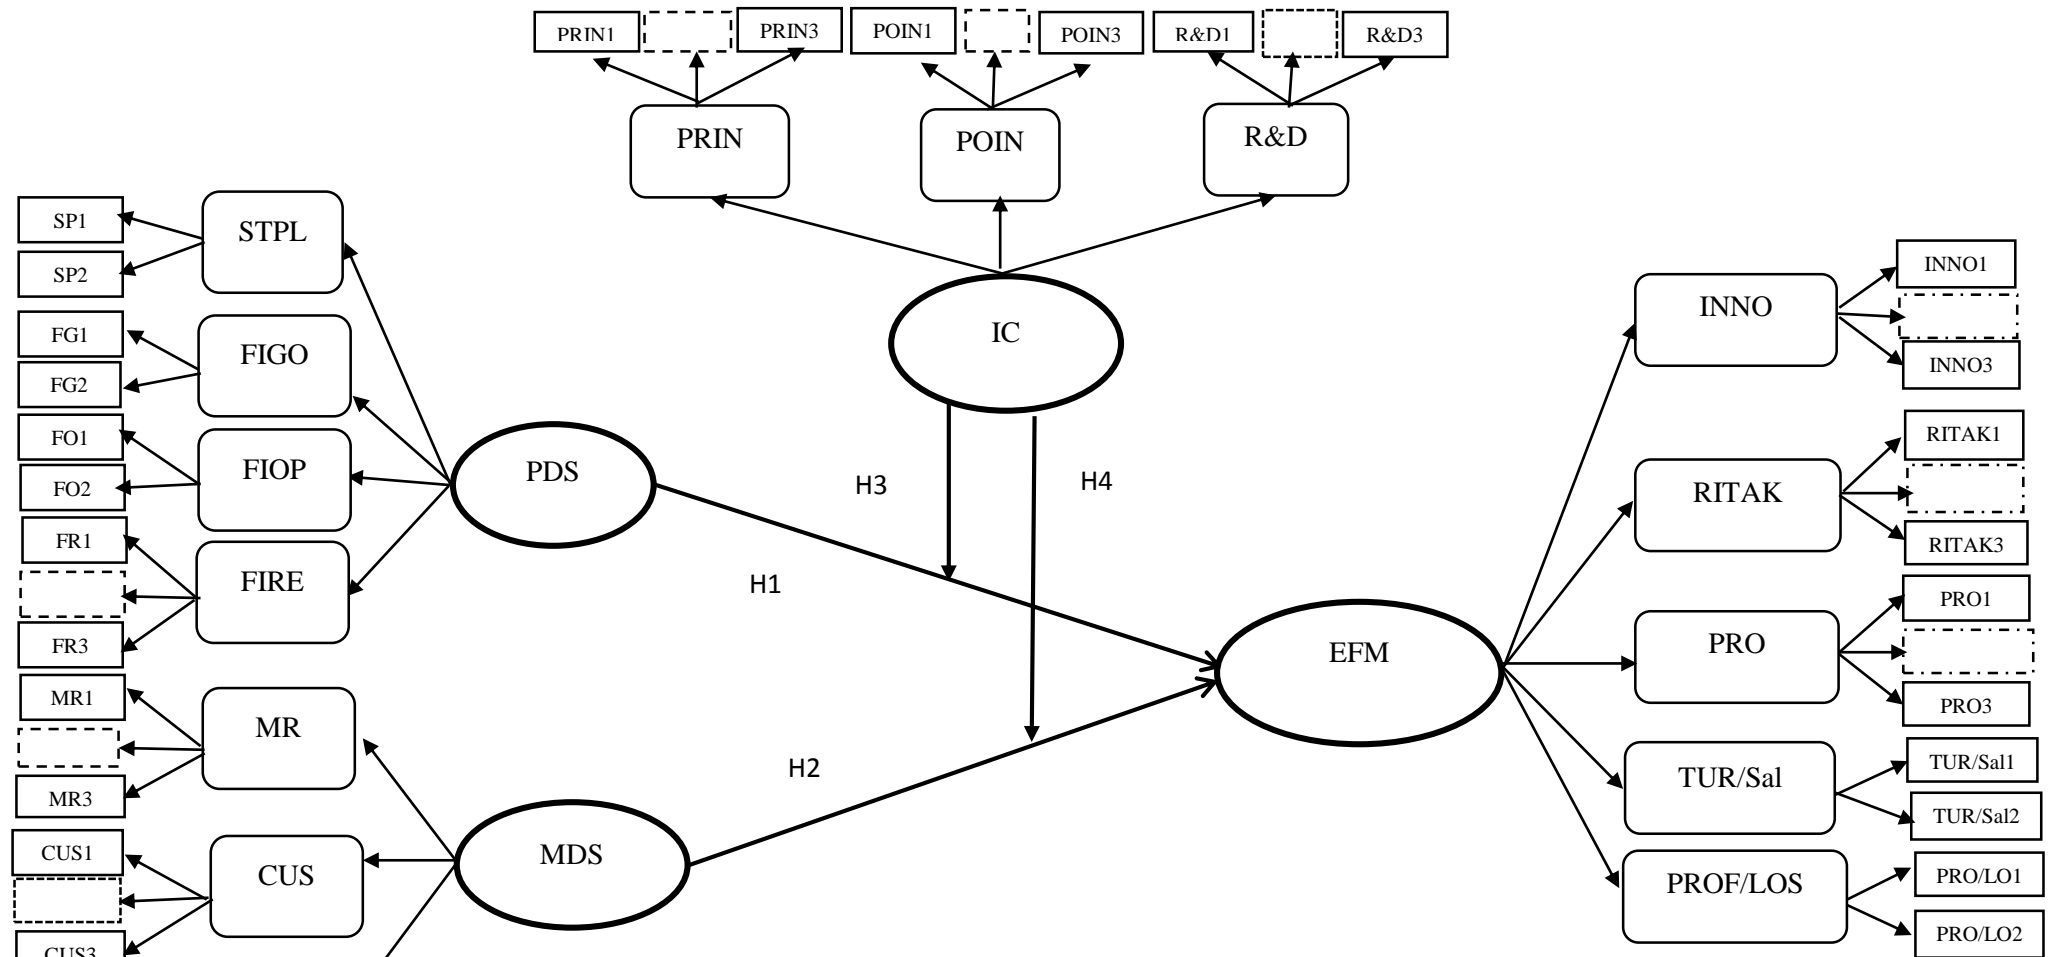 PRIN1
PRIN3
POIN1
POIN3
R&D1
R&D3
PRIN
POIN
R&D
SP1
SP2
STPL
FG1
FG2
FIGO
FO1
FO2
FIOP
FR1
FR3
FIRE
MR1
MR3
MR
CUS1
CUS3
CUS
PDS
MDS
IC
H3
H4
H1
H2
EFM
INNO
INNO1
INNO3
RITAK
RITAK1
RITAK3
PRO
PRO1
PRO3
TUR/Sal
TUR/Sal1
TUR/Sal2
PROF/LOS
PRO/LO1
PRO/LO2